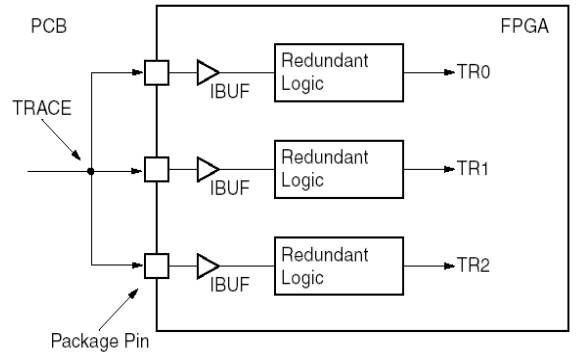 PCB
FPGA
Redundant
Logic
TR0
IBUF
TRACE
Redundant
Logic
TR1
IBUF
Redundant
Logic
TR2
IBUF
Package Pin